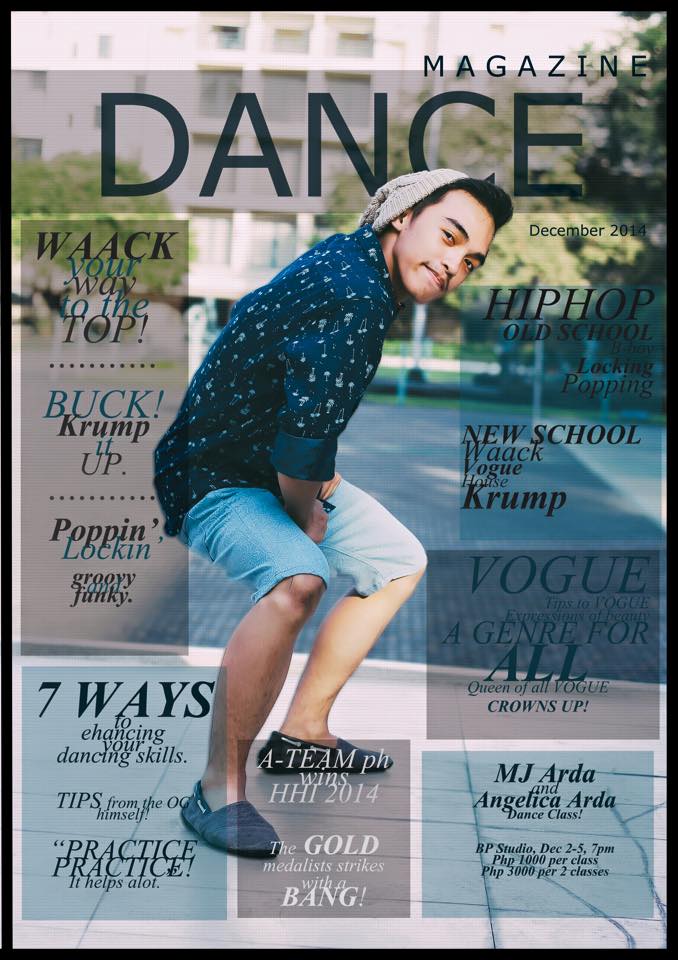 MAGAZINE
DANCE
December 2014
WAACK
your
way
to the
TOP!
BUCK!
Krump
it
UP.
Poppin',
Lockin'
groovy
and
funky.
HIPHOP
OLD SCHOOL
B-boy
Locking
Popping
NEW SCHOOL
Waack
Vogue
House
Krump
VOGUE
Tips to VOGUE
Expressions of beauty
A GENRE FOR
ALL
Queen of all VOGUE
CROWNS UP!
7 WAYS
to
ehancing
your
dancing skills.
TIPS from the OG
himself!
"PRACTICE
PRACTICE!
It helps alot.
A-TEAM ph
wins
HHI 2014
The GOLD
medalists strikes
with a
BANG!
MJ Arda
and
Angelica Arda
Dance Class!
BP Studio, Dec 2-5, 7pm
Php 1000 per class
Php 3000 per 2 classes